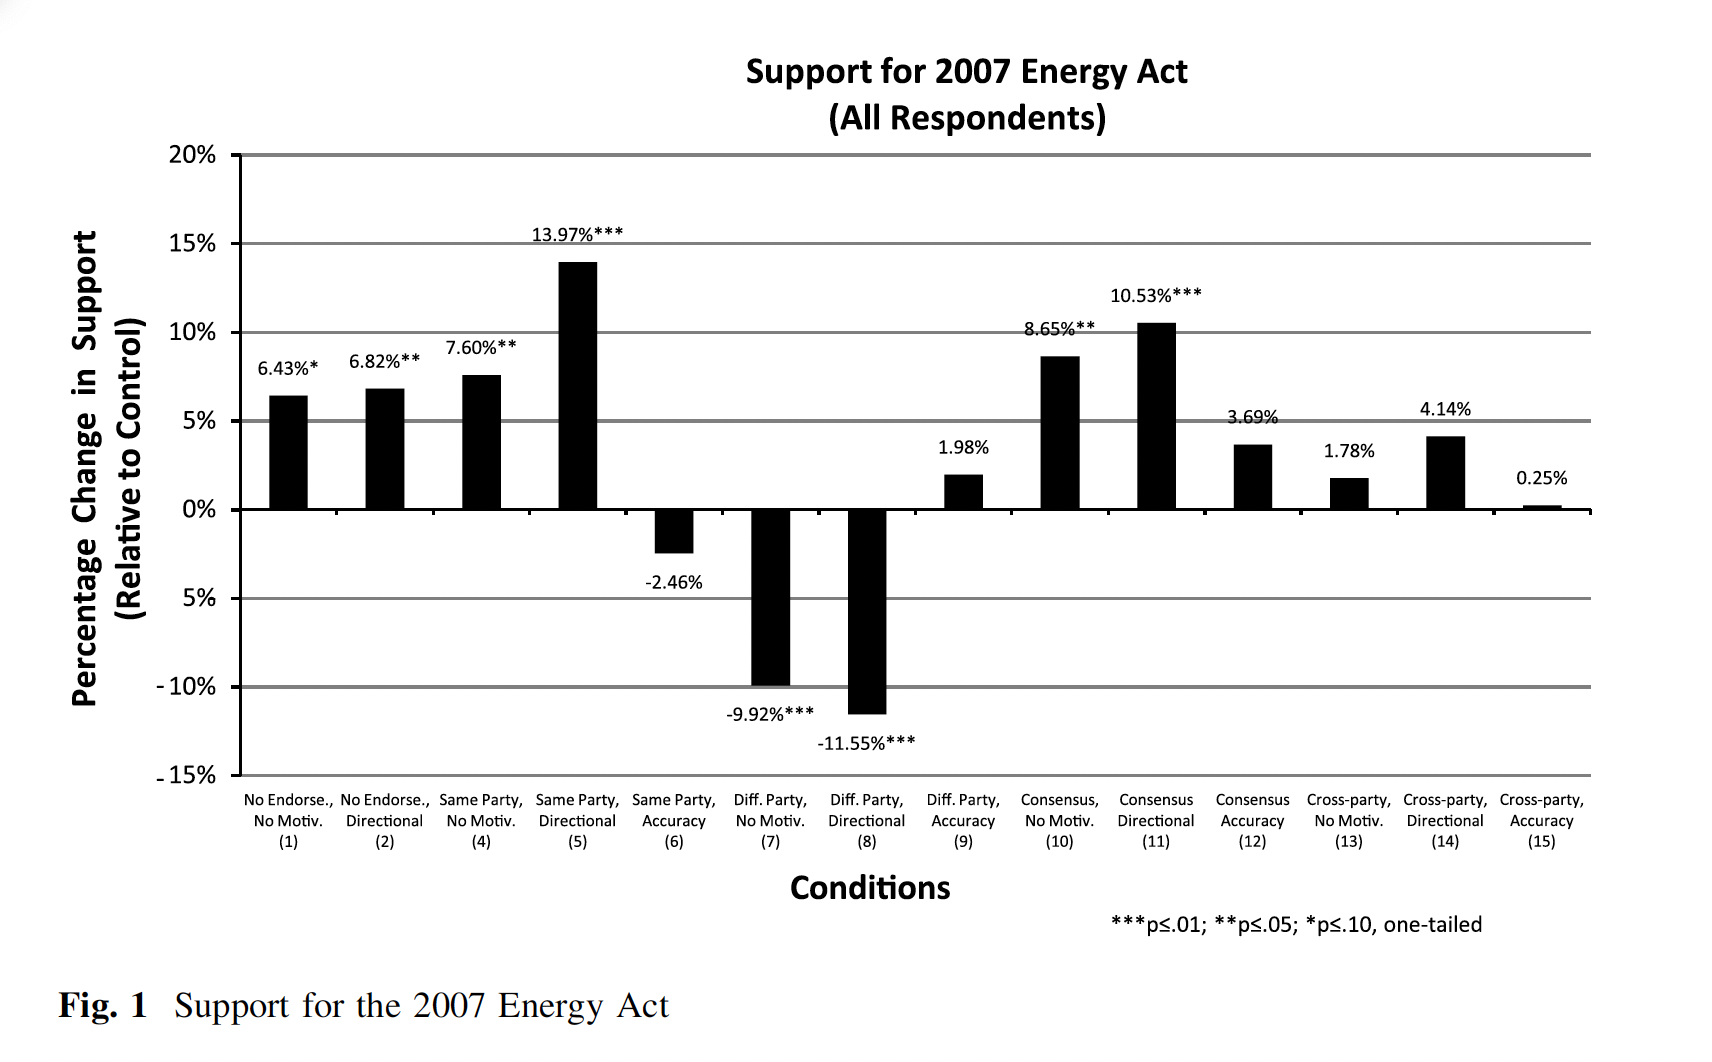 Support for 2007 Energy Act
(All Respondents)
Percentage Change in Support
(Relative to Control)
20%
15%
10%
5%
0%
5%
-10%
-15%
6.43%*
6.82%**
7.60%**
13.97%***
-2.46%
-9.92%***
-11.55%***
1.98%
8.65%**
10.53%***
3.69%
1.78%
4.14%
0.25%
No Endorse.,
No Motiv.
(1)
No Endorse.,
Directional
(2)
Same Party,
No Motiv.
(4)
Same Party,
Directional
(5)
Same Party,
Accuracy
(6)
Diff. Party,
No Motiv.
(7)
Diff. Party,
Directional
(8)
Diff. Party,
Accuracy
(9)
Consensus,
No Motiv.
(10)
Consensus
Directional
(11)
Consensus
Accuracy
(12)
Cross-party,
No Motiv.
(13)
Cross-party,
Directional
(14)
Cross-party,
Accuracy
(15)
Conditions
***p≤.01; **p≤.05; *p≤.10, one-tailed
Fig. 1 Support for the 2007 Energy Act